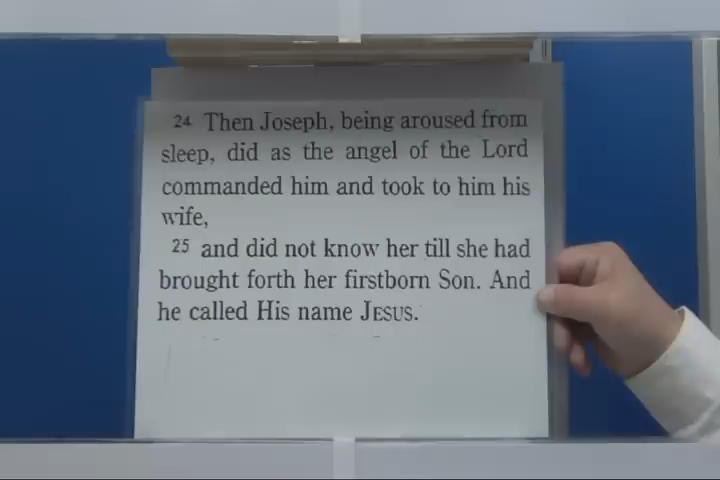 24 Then Joseph, being aroused from
sleep, did as the angel of the Lord
commanded him and took to him his
wife,
25 and did not know her till she had
brought forth her firstborn Son. And
he called His name JESUS.